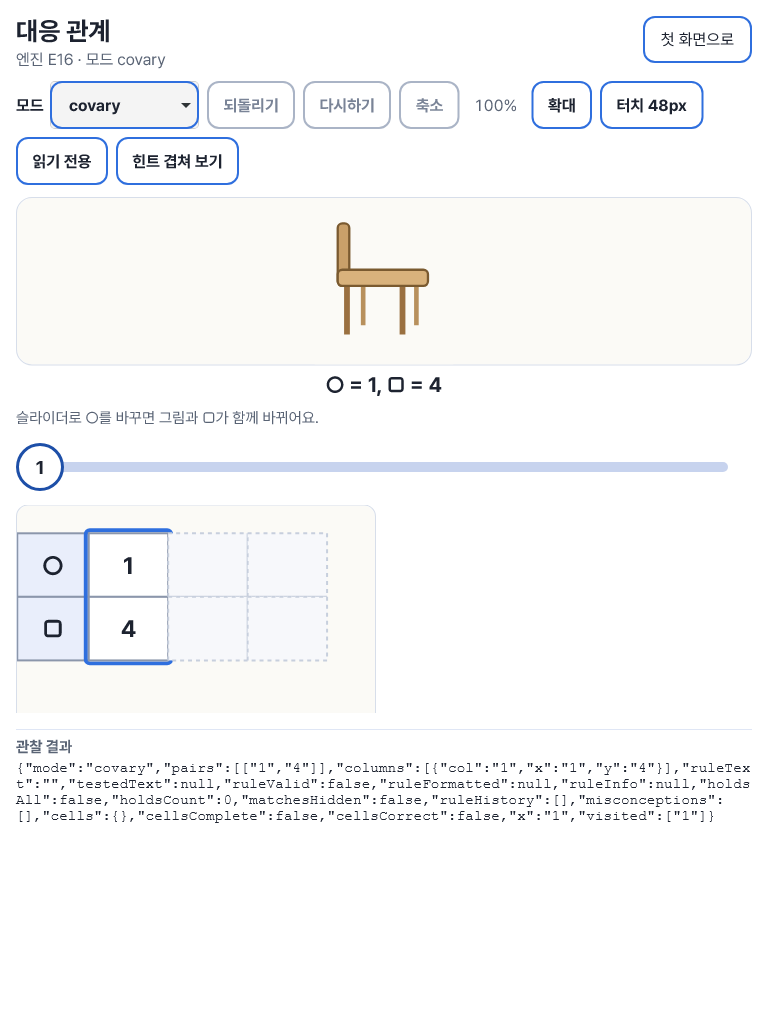 대응 관계
엔진 E16 · 모드 covary
첫 화면으로
모드 covary 되돌리기 다시하기 축소 100% 확대 터치 48px
읽기 전용 힌트 겹쳐 보기
○ = 1, □ = 4
슬라이더로 ○를 바꾸면 그림과 □가 함께 바뀌어요.
1
○ 1
□ 4
관찰 결과
{"mode":"covary","pairs":[["1","4"]],"columns":[{"col":"1","x":"1","y":"4"}],"ruleTex
t":"","testedText":null,"ruleValid":false,"ruleFormatted":null,"ruleInfo":null,"holds
All":false,"holdsCount":0,"matchesHidden":false,"ruleHistory":[],"misconceptions":
[],"cells":{},"cellsComplete":false,"cellsCorrect":false,"x":"1","visited":["1"]}